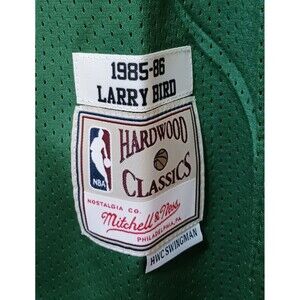 1985-86
LARRY BIRD
HARDWOOD
NBA
CLASSICS
NOSTALGIA CO.
Mitchell & Ness
PHILADELPHIA, PA
HWC SWINGMAN